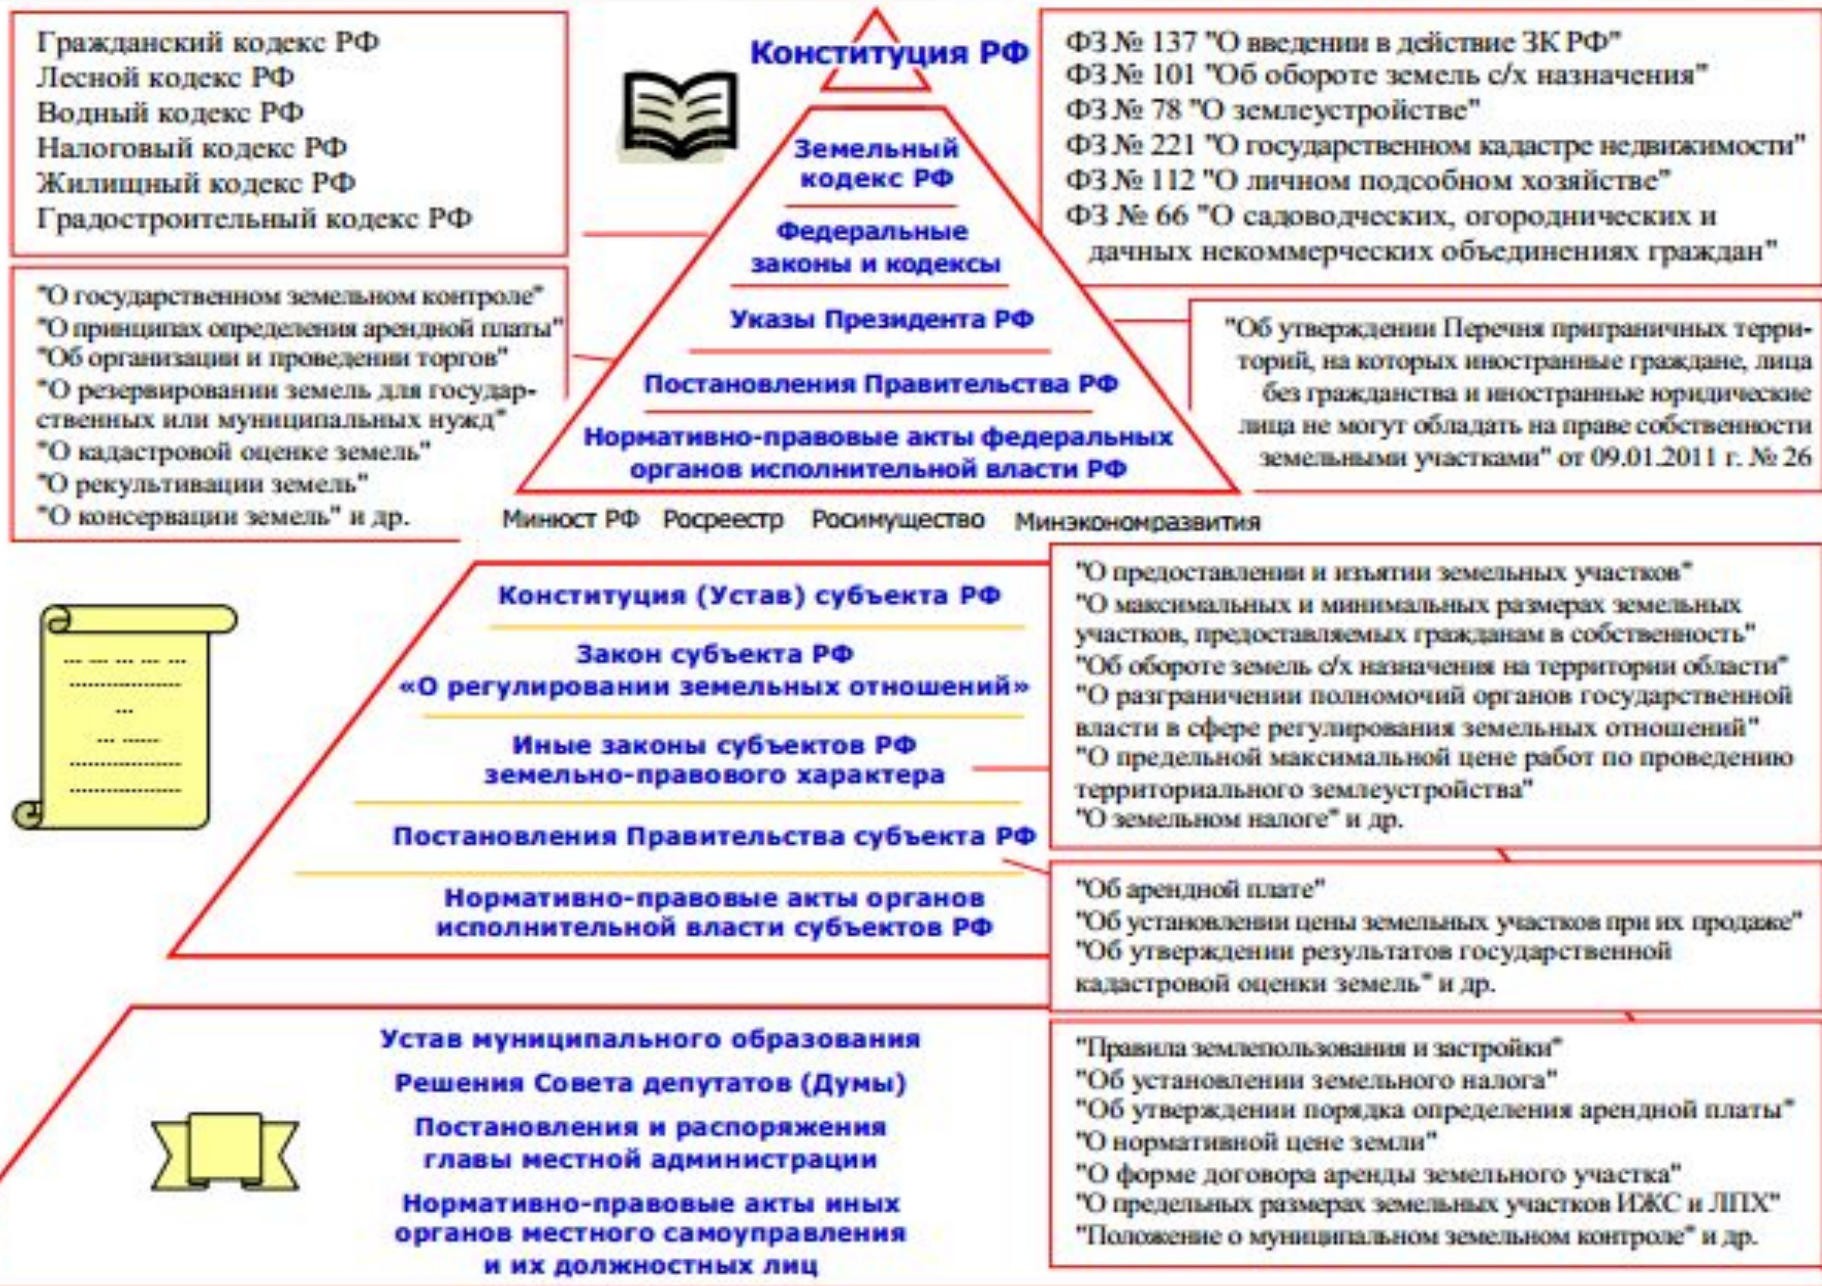 Гражданский кодекс РФ
Лесной кодекс РФ
Водный кодекс РФ
Налоговый кодекс РФ
Жилищный кодекс РФ
Градостроительный кодекс РФ
Конституция РФ
ФЗ № 137 "О введении в действие ЗК РФ"
ФЗ № 101 "Об обороте земель с/х назначения"
ФЗ № 78 "О землеустройстве"
ФЗ № 221 "О государственном кадастре недвижимости"
ФЗ № 112 "О личном подсобном хозяйстве"
ФЗ № 66 "О садоводческих, огороднических и
дачных некоммерческих объединениях граждан"
Земельный
кодекс РФ
Федеральные
законы и кодексы
Указы Президента РФ
Постановления Правительства РФ
Нормативно-правовые акты федеральных
органов исполнительной власти РФ
"О государственном земельном контроле"
"О принципах определения арендной платы"
"Об организации и проведении торгов"
"О резервировании земель для государ-
ственных или муниципальных нужд"
"О кадастровой оценке земель"
"О рекультивации земель"
"О консервации земель" и др.
"Об утверждении Перечня приграничных терри-
торий, на которых иностранные граждане, лица
без гражданства и иностранные юридические
лица не могут обладать на праве собственности
земельными участками" от 09.01.2011 г. № 26
Минюст РФ Росреестр Росимущество Минэкономразвития
Конституция (Устав) субъекта РФ
Закон субъекта РФ
«О регулировании земельных отношений»
Иные законы субъектов РФ
земельно-правового характера
Постановления Правительства субъекта РФ
Нормативно-правовые акты органов
исполнительной власти субъектов РФ
"О предоставлении и изъятии земельных участков"
"О максимальных и минимальных размерах земельных
участков, предоставляемых гражданам в собственность"
"Об обороте земель с/х назначения на территории области"
"О разграничении полномочий органов государственной
власти в сфере регулирования земельных отношений"
"О предельной максимальной цене работ по проведению
территориального землеустройства"
"О земельном налоге" и др.
"Об арендной плате"
"Об установлении цены земельных участков при их продаже"
"Об утверждении результатов государственной
кадастровой оценки земель" и др.
Устав муниципального образования
Решения Совета депутатов (Думы)
Постановления и распоряжения
главы местной администрации
Нормативно-правовые акты иных
органов местного самоуправления
и их должностных лиц
"Правила землепользования и застройки"
"Об установлении земельного налога"
"Об утверждении порядка определения арендной платы"
"О нормативной цене земли"
"О форме договора аренды земельного участка"
"О предельных размерах земельных участков ИЖС и ЛПХ"
"Положение о муниципальном земельном контроле" и др.